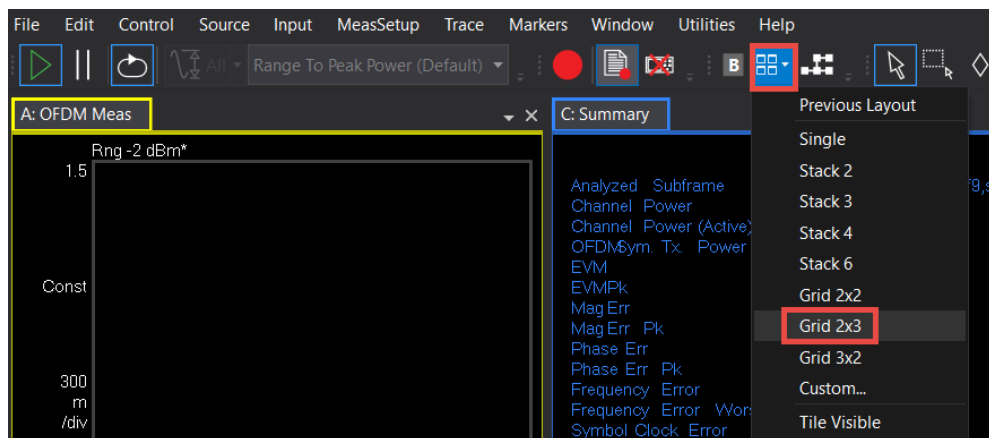 File Edit Control Source Input MeasSetup Trace Markers Window Utilities Help
All Range To Peak Power (Default) B
A: OFDM Meas
Rng -2 dBm*
1.5
Const
300
m
/div
C: Summary
Analyzed Subframe
Channel Power
Channel Power (Active)
OFDMSym. Tx. Power
EVM
EVMPk
Mag Err
Mag Err Pk
Phase Err
Phase Err Pk
Frequency Error
Frequency Error Wors
Symbol Clock Error
Previous Layout
Single
Stack 2
Stack 3
Stack 4
Stack 6
Grid 2x2
Grid 2x3
Grid 3x2
Custom...
Tile Visible